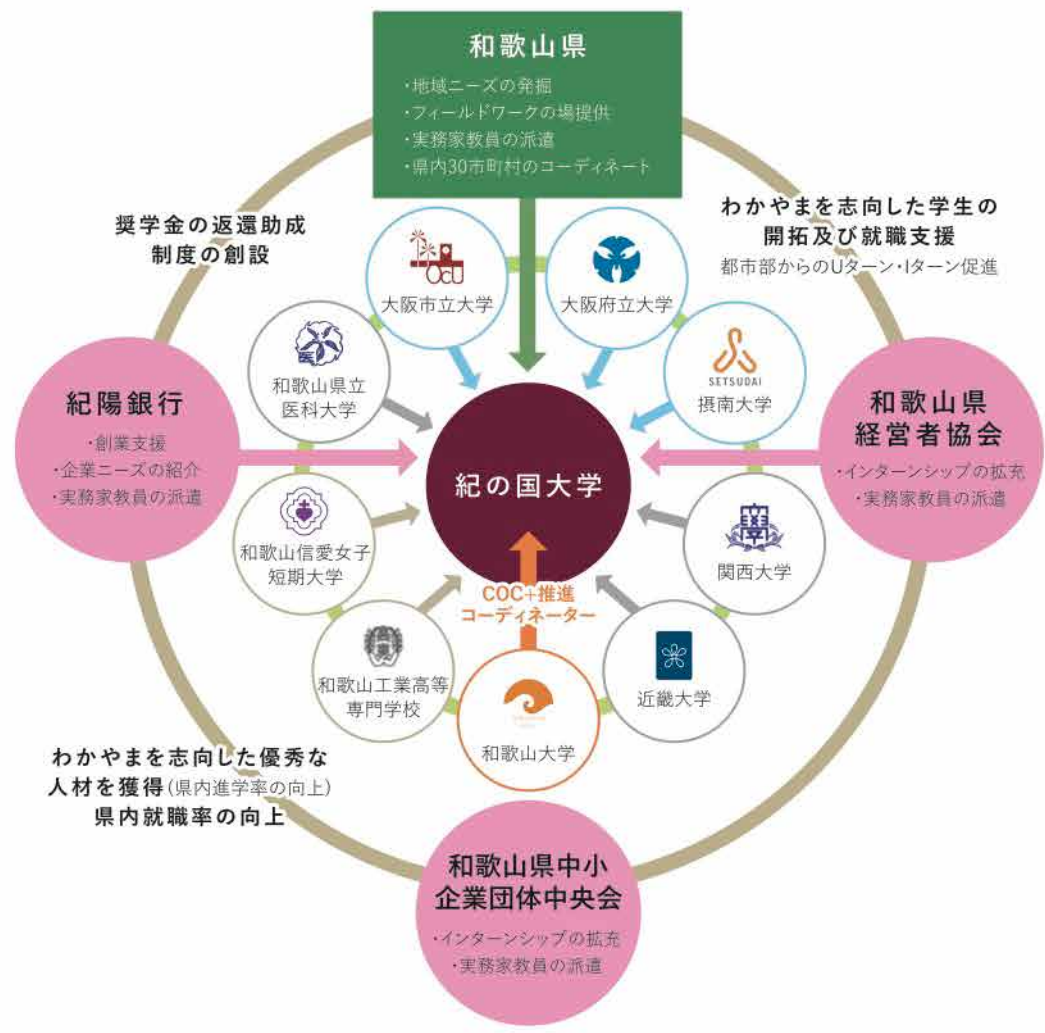 和歌山県
・地域ニーズの発掘
・フィールドワークの場提供
・実務家教員の派遣
・県内30市町村のコーディネート
奨学金の返還助成
制度の創設
わかやまを志向した学生の
開拓及び就職支援
都市部からのUターン・Iターン促進
OCU
大阪市立大学
大阪府立大学
医
和歌山県立
医科大学
SETSUDAI
摂南大学
紀陽銀行
・創業支援
・企業ニーズの紹介
・実務家教員の派遣
和歌山県
経営者協会
・インターンシップの拡充
・実務家教員の派遣
紀の国大学
和歌山信愛女子
短期大学
関西大学
COC+推進
コーディネーター
和歌山工業高等
専門学校
近畿大学
和歌山大学
わかやまを志向した優秀な
人材を獲得(県内進学率の向上)
県内就職率の向上
和歌山県中小
企業団体中央会
・インターンシップの拡充
・実務家教員の派遣